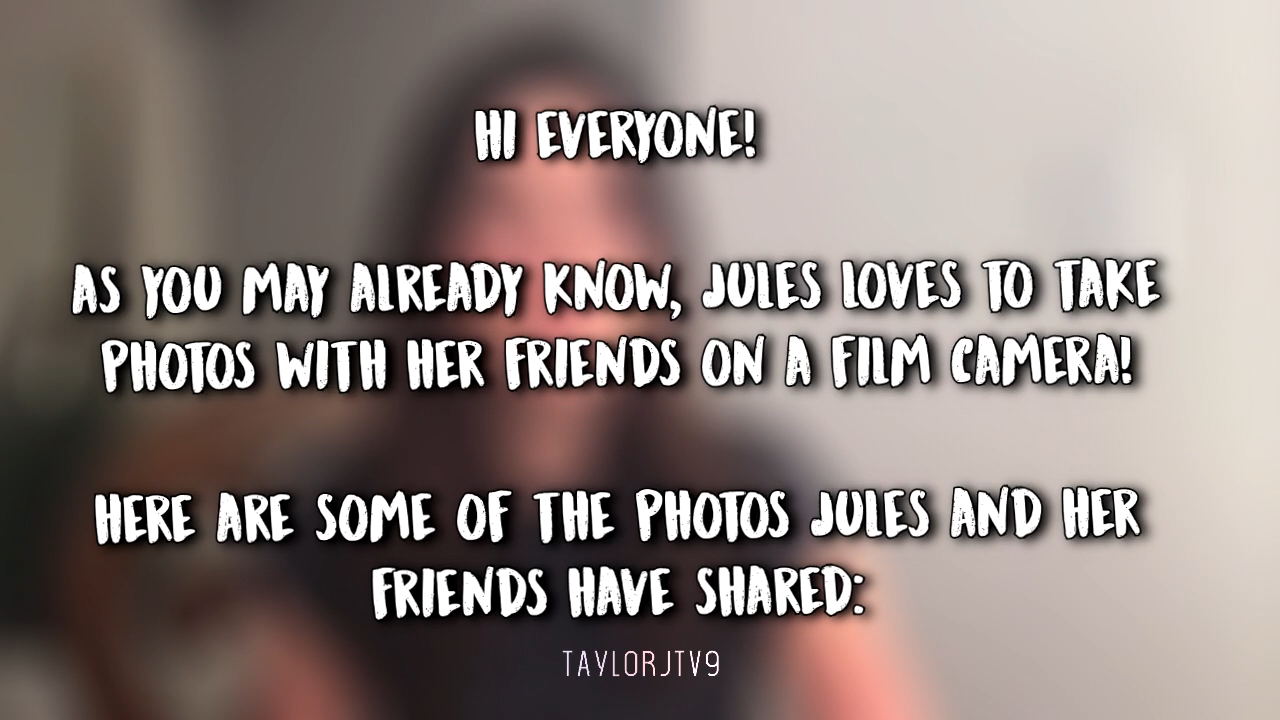 HI EVERYONE!
AS YOU MAY ALREADY KNOW, JULES LOVES TO TAKE
PHOTOS WITH HER FRIENDS ON A FILM CAMERA!
HERE ARE SOME OF THE PHOTOS JULES AND HER
FRIENDS HAVE SHARED:
TAYLORJTV9